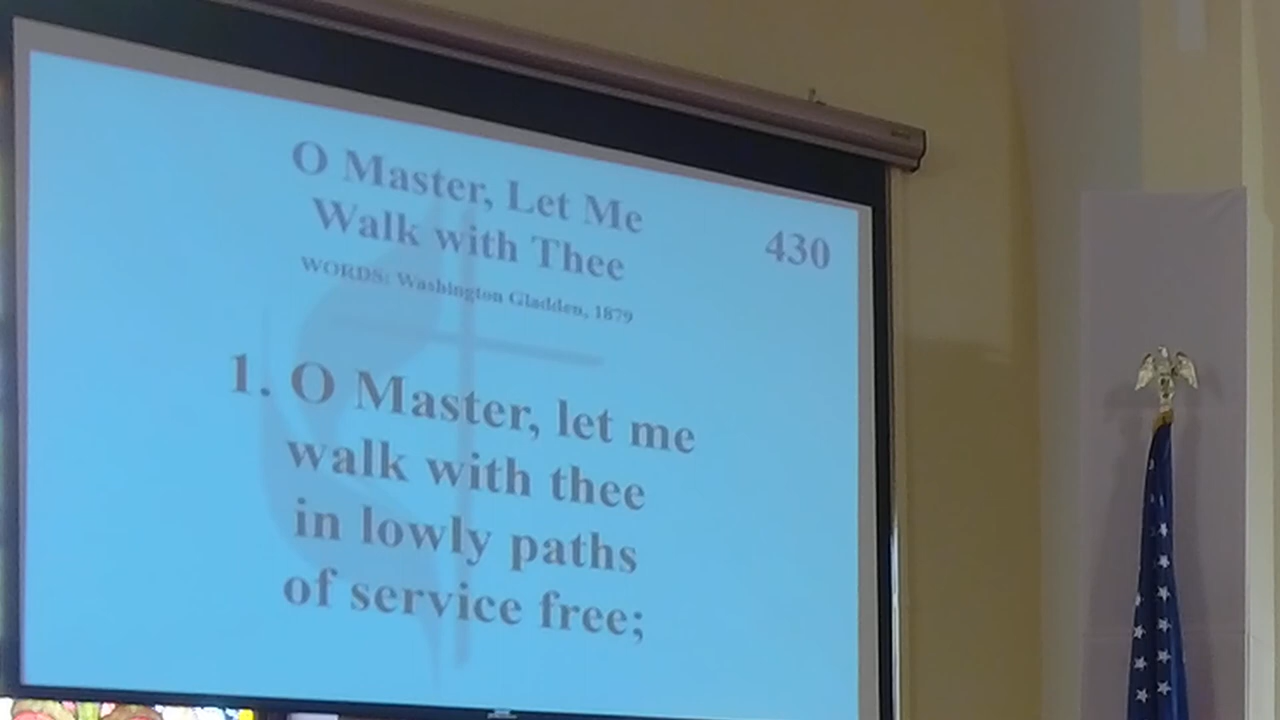 O Master, Let Me
Walk with Thee
430
WORDS: Washington Gladden, 1879
1. O Master, let me
walk with thee
in lowly paths
of service free;